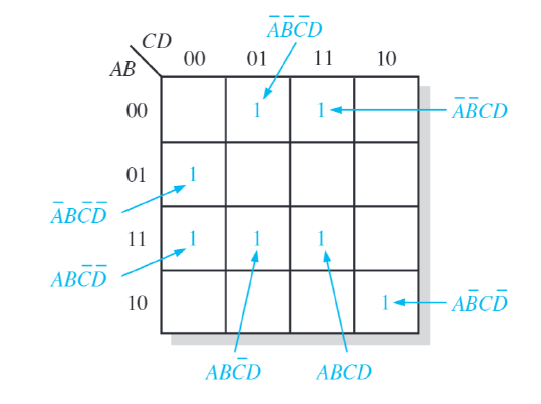 A̅B̅C̅D
CD
00 01 11 10
AB
00 1 1 A̅B̅CD
01 1
A̅BC̅D̅
11 1 1 1
ABC̅D̅
10 1 AB̅CD̅
ABC̅D ABCD